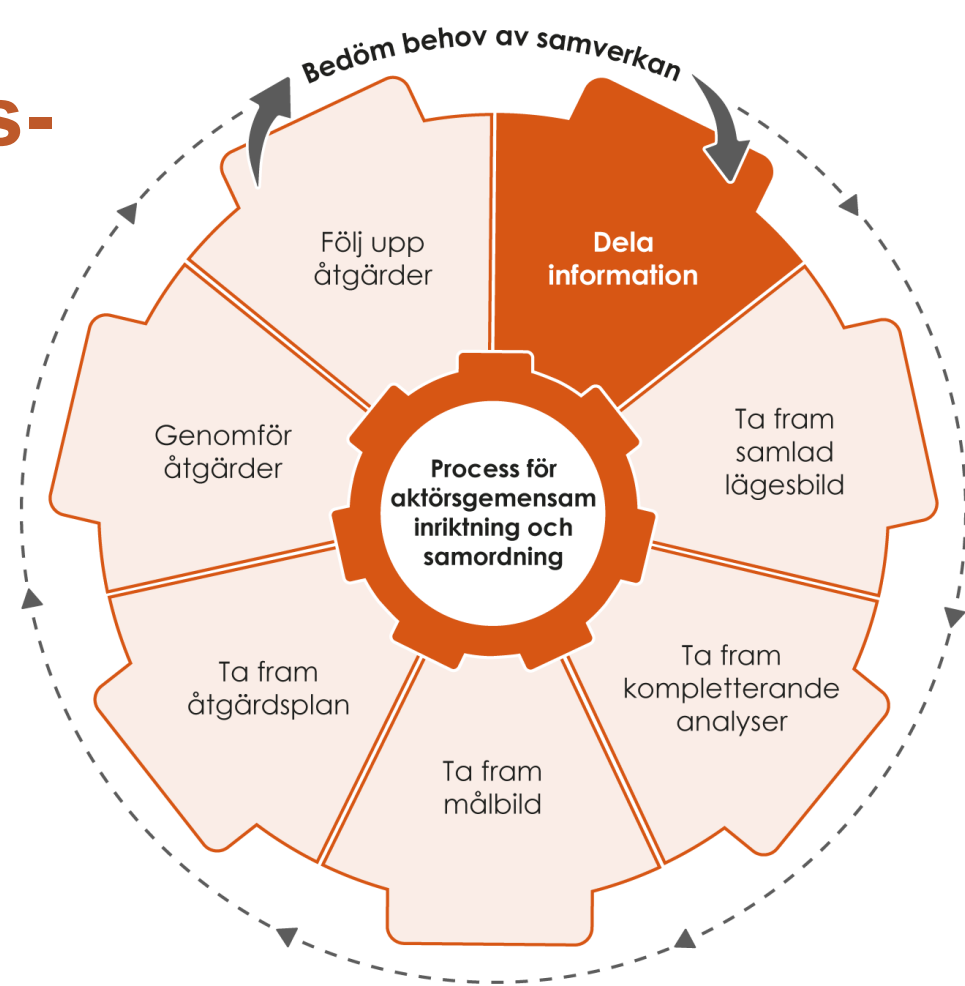 Bedöm behov av samverkan
s-
Dela
information
Ta fram
samlad
lägesbild
Ta fram
kompletterande
analyser
Ta fram
målbild
Ta fram
åtgärdsplan
Genomför
åtgärder
Följ upp
åtgärder
Process för
aktörsgemensam
inriktning och
samordning